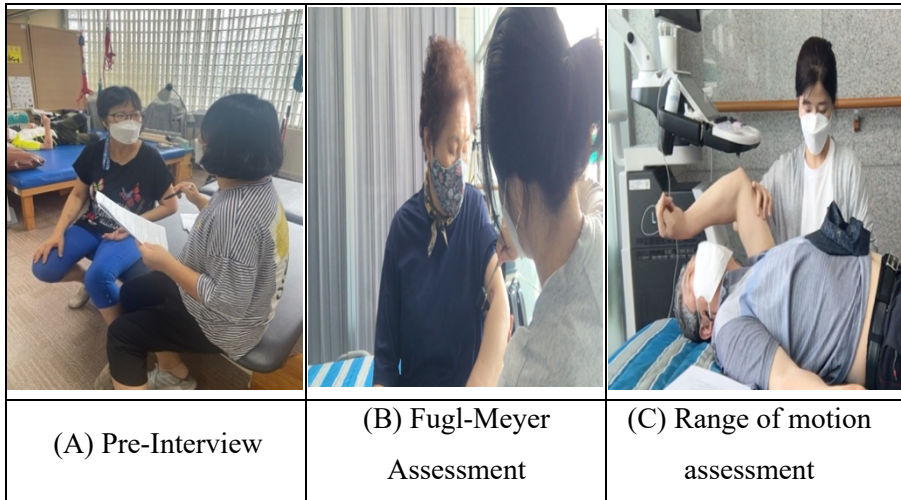 (A) Pre-Interview
(B) Fugl-Meyer
Assessment
(C) Range of motion
assessment